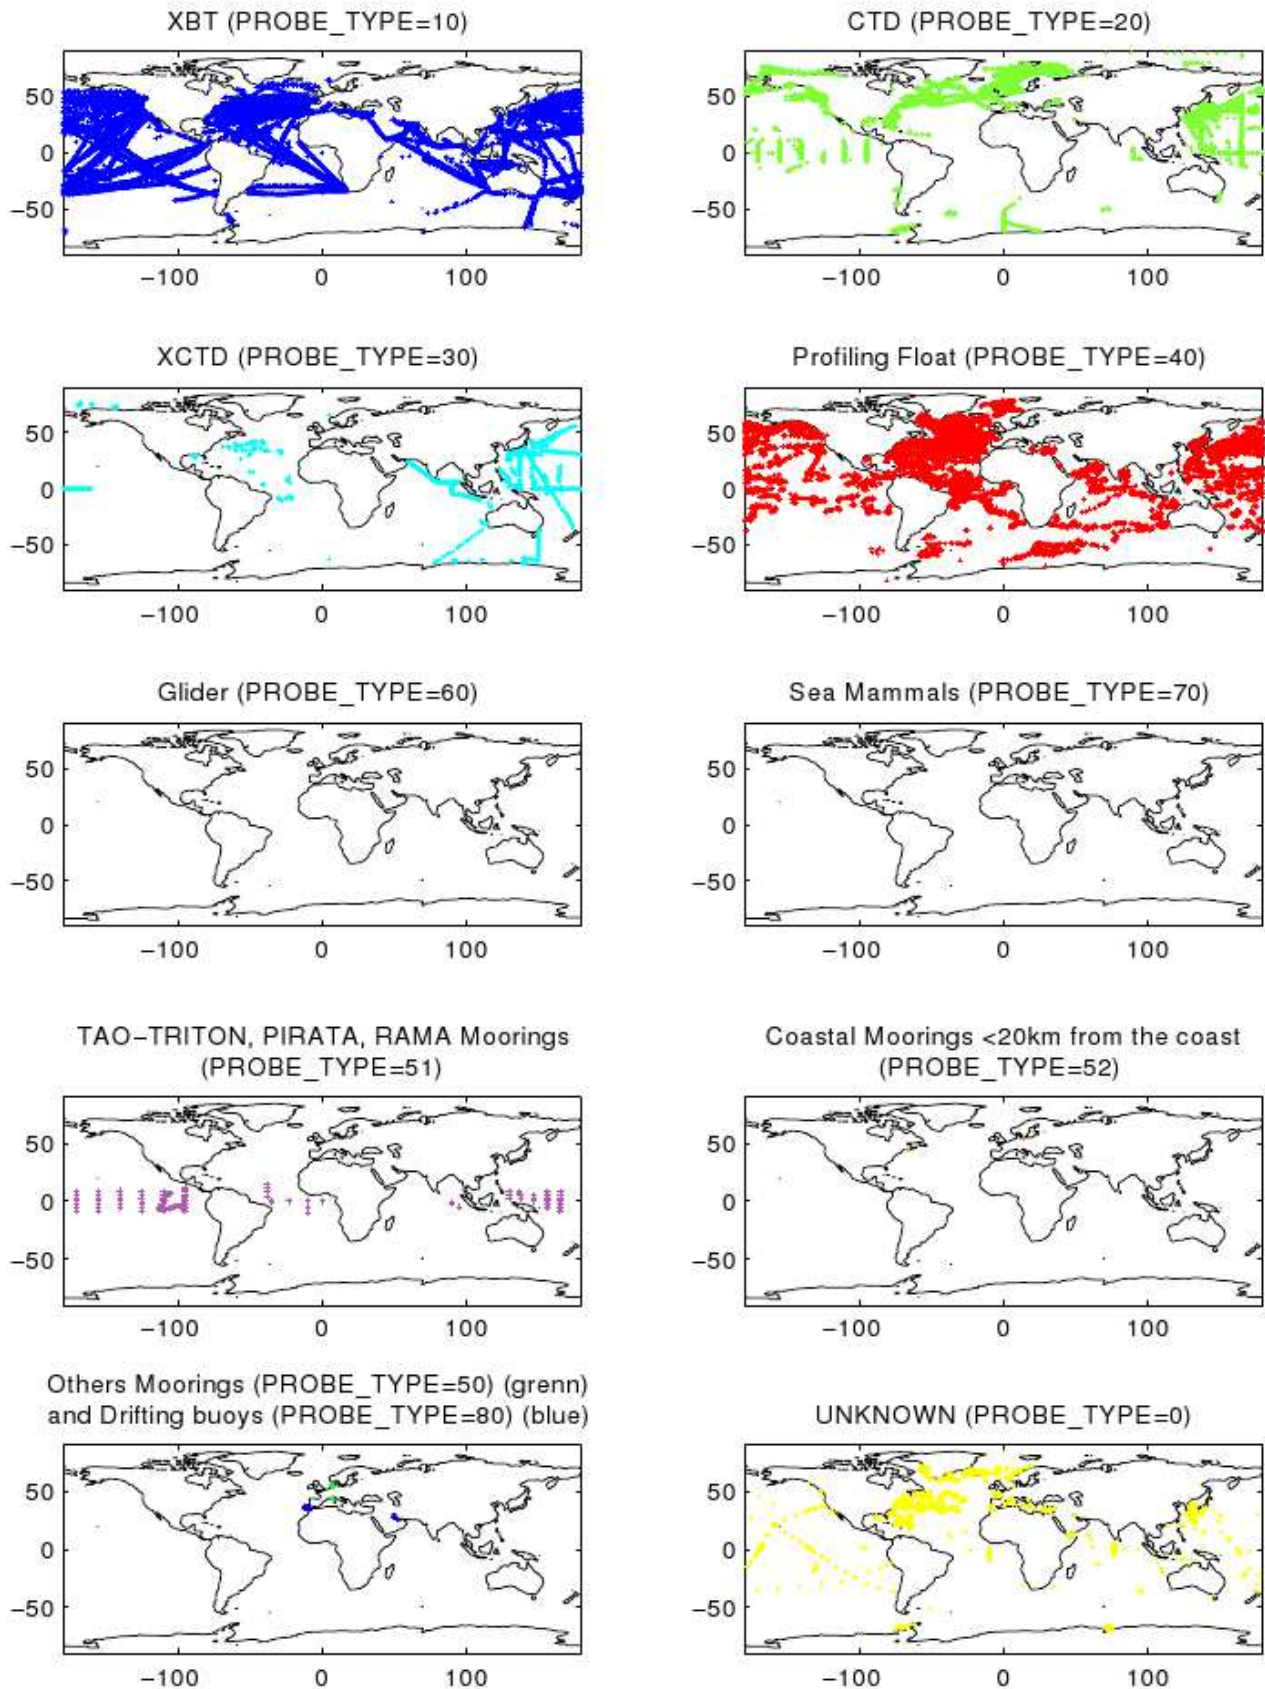 XBT (PROBE_TYPE=10)
50
0
−50
−100 0 100
CTD (PROBE_TYPE=20)
50
0
−50
−100 0 100
XCTD (PROBE_TYPE=30)
50
0
−50
−100 0 100
Profiling Float (PROBE_TYPE=40)
50
0
−50
−100 0 100
Glider (PROBE_TYPE=60)
50
0
−50
−100 0 100
Sea Mammals (PROBE_TYPE=70)
50
0
−50
−100 0 100
TAO−TRITON, PIRATA, RAMA Moorings
(PROBE_TYPE=51)
50
0
−50
−100 0 100
Coastal Moorings <20km from the coast
(PROBE_TYPE=52)
50
0
−50
−100 0 100
Others Moorings (PROBE_TYPE=50) (grenn)
and Drifting buoys (PROBE_TYPE=80) (blue)
50
0
−50
−100 0 100
UNKNOWN (PROBE_TYPE=0)
50
0
−50
−100 0 100